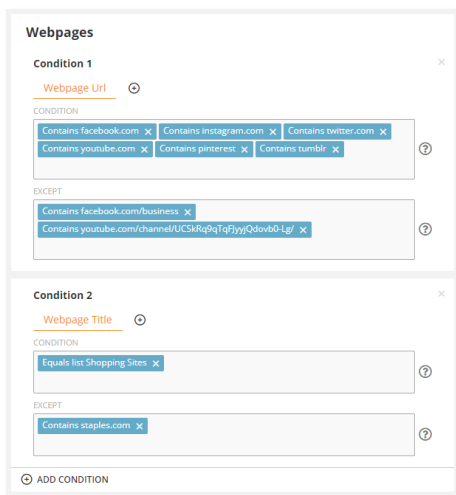 Webpages
Condition 1
Webpage Url
CONDITION
Contains facebook.com Contains instagram.com Contains twitter.com
Contains youtube.com Contains pinterest Contains tumblr
EXCEPT
Contains facebook.com/business
Contains youtube.com/channel/UCSkRq9qTqFJyyjQdovb0-Lg/
Condition 2
Webpage Title
CONDITION
Equals list Shopping Sites
EXCEPT
Contains staples.com
ADD CONDITION